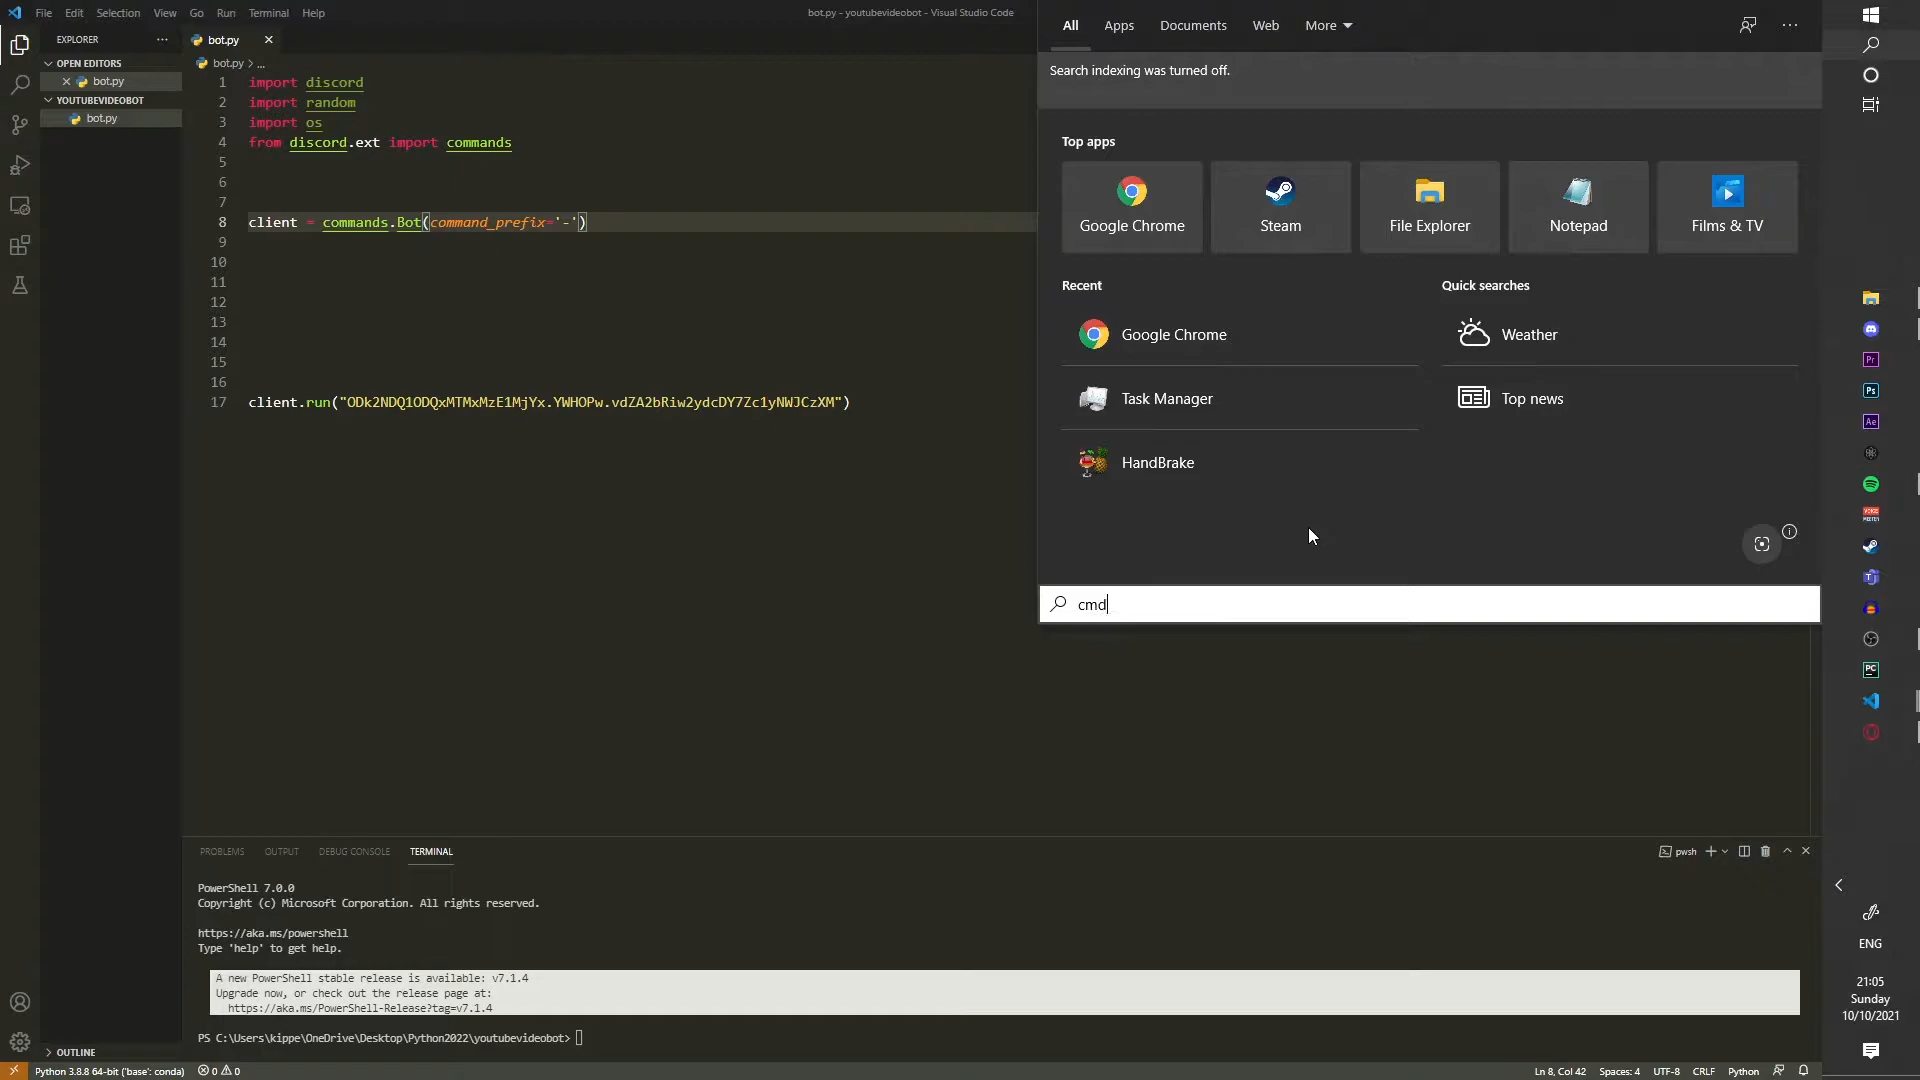 File Edit Selection View Go Run Terminal Help
bot.py - youtubevideobot - Visual Studio Code
EXPLORER
OPEN EDITORS
bot.py
YOUTUBEVIDEOBOT
bot.py
OUTLINE
bot.py
bot.py > ...
1 import discord
2 import random
3 import os
4 from discord.ext import commands
5
6
7
8 client = commands.Bot(command_prefix='-')
9
10
11
12
13
14
15
16
17 client.run("ODk2NDQ1ODQxMTMxMzE1MjYx.YWHOPw.vdZA2bRiw2ydcDY7Zc1yNWJCzXM")
All Apps Documents Web More
Search indexing was turned off.
Top apps
Google Chrome Steam File Explorer Notepad Films & TV
Recent Quick searches
Google Chrome Weather
Task Manager Top news
HandBrake
cmd
PROBLEMS OUTPUT DEBUG CONSOLE TERMINAL
pwsh
PowerShell 7.0.0
Copyright (c) Microsoft Corporation. All rights reserved.
https://aka.ms/powershell
Type 'help' to get help.
A new PowerShell stable release is available: v7.1.4
Upgrade now, or check out the release page at:
https://aka.ms/PowerShell-Release?tag=v7.1.4
PS C:\Users\kippe\OneDrive\Desktop\Python2022\youtubevideobot>
Python 3.8.8 64-bit ('base': conda) 0 0
Ln 8, Col 42 Spaces: 4 UTF-8 CRLF Python
Pr
Ps
Ae
PC
ENG
21:05
Sunday
10/10/2021